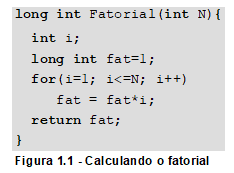 long int Fatorial(int N){
int i;
long int fat=1;
for(i=1; i<=N; i++)
fat = fat*i;
return fat;
}
Figura 1.1 - Calculando o fatorial